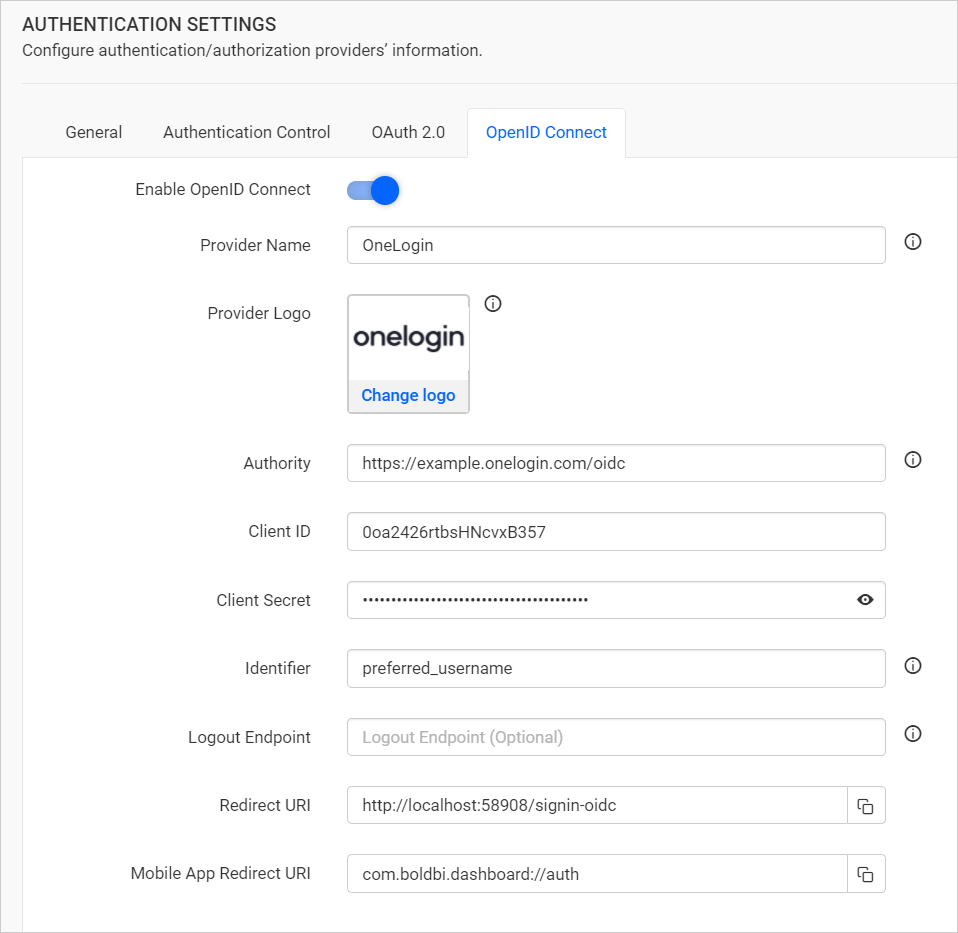 AUTHENTICATION SETTINGS
Configure authentication/authorization providers’ information.
General Authentication Control OAuth 2.0 OpenID Connect
Enable OpenID Connect
Provider Name OneLogin
Provider Logo
onelogin
Change logo
Authority https://example.onelogin.com/oidc
Client ID 0oa2426rtbsHNcvxB357
Client Secret ••••••••••••••••••••••••••••••••••••••••
Identifier preferred_username
Logout Endpoint Logout Endpoint (Optional)
Redirect URI http://localhost:58908/signin-oidc
Mobile App Redirect URI com.boldbi.dashboard://auth